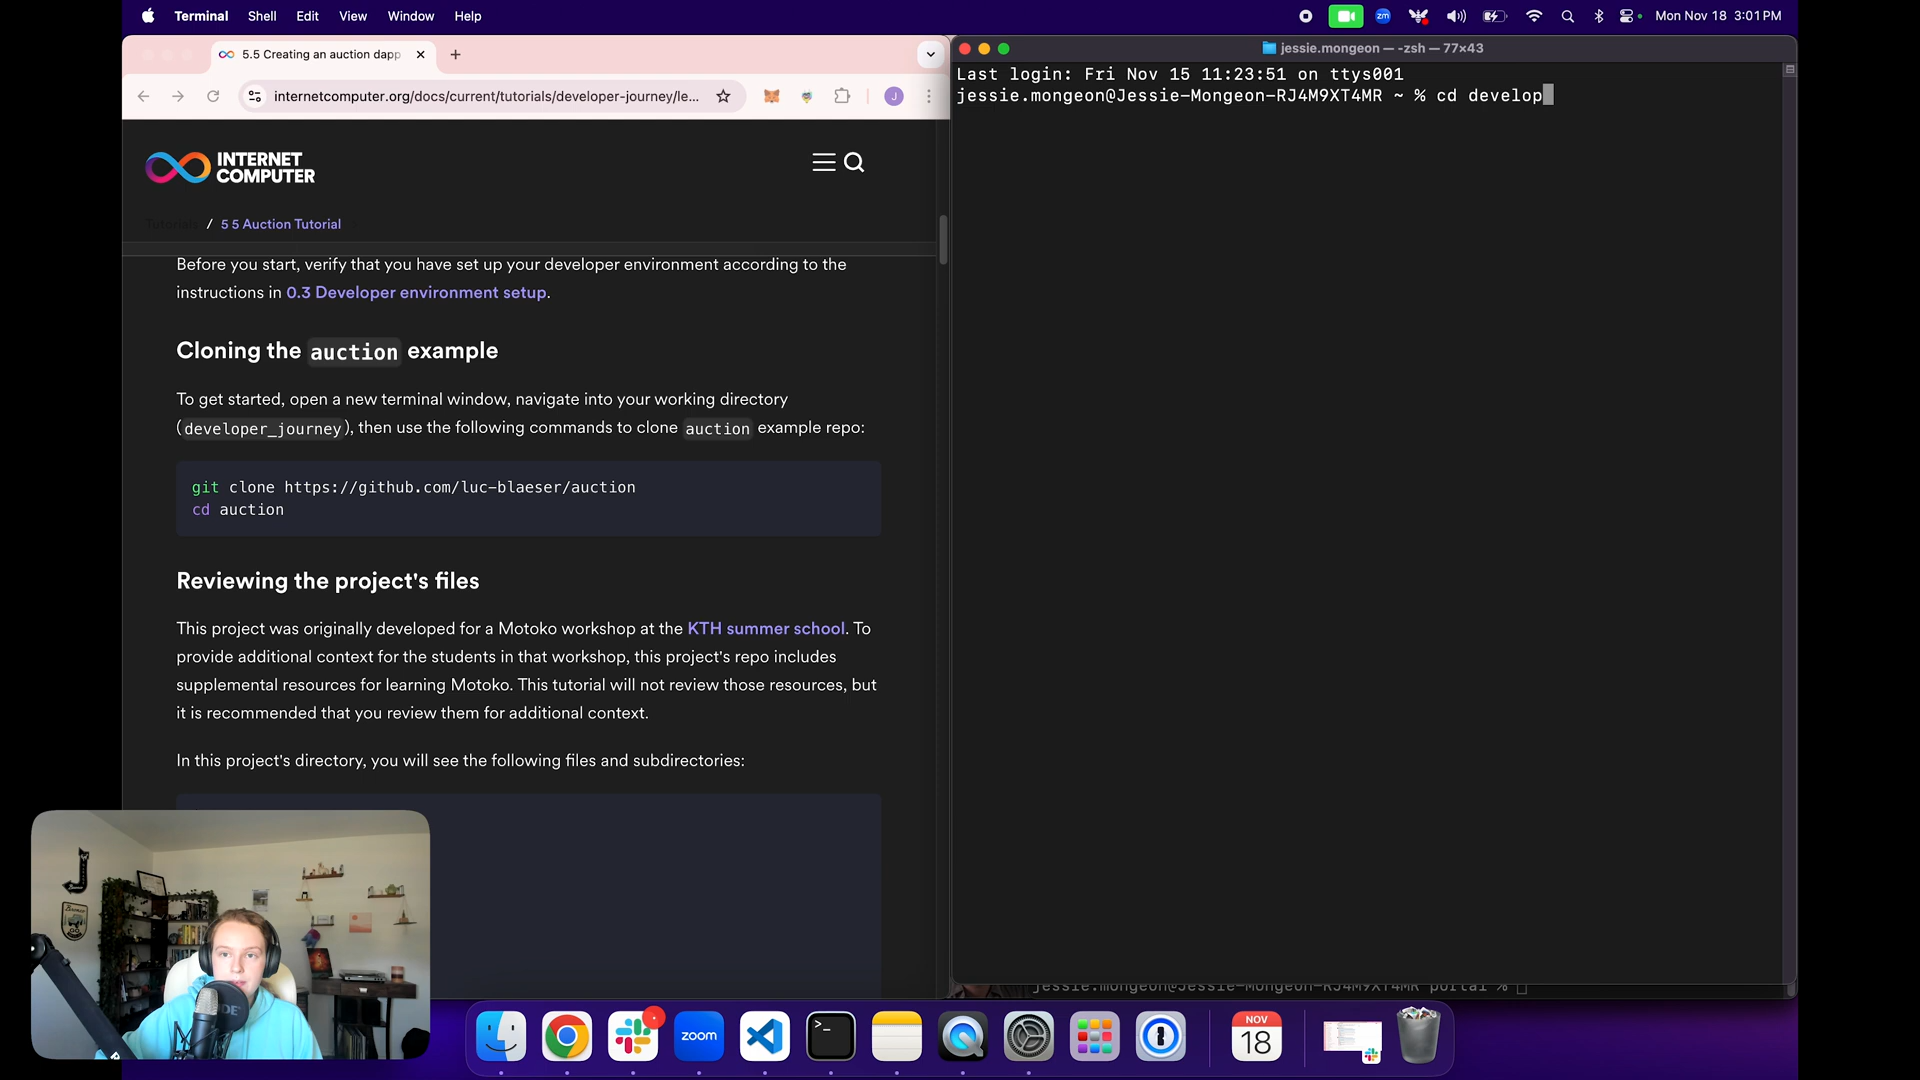 Terminal Shell Edit View Window Help
zm
Mon Nov 18 3:01 PM
5.5 Creating an auction dapp
internetcomputer.org/docs/current/tutorials/developer-journey/le...
J
INTERNET
COMPUTER
Tutorials / 5 5 Auction Tutorial
Before you start, verify that you have set up your developer environment according to the
instructions in 0.3 Developer environment setup.
Cloning the auction example
To get started, open a new terminal window, navigate into your working directory
(developer_journey), then use the following commands to clone auction example repo:
git clone https://github.com/luc-blaeser/auction
cd auction
Reviewing the project's files
This project was originally developed for a Motoko workshop at the KTH summer school. To
provide additional context for the students in that workshop, this project's repo includes
supplemental resources for learning Motoko. This tutorial will not review those resources, but
it is recommended that you review them for additional context.
In this project's directory, you will see the following files and subdirectories:
jessie.mongeon — -zsh — 77×43
Last login: Fri Nov 15 11:23:51 on ttys001
jessie.mongeon@Jessie-Mongeon-RJ4M9XT4MR ~ % cd develop
jessie.mongeon@Jessie-Mongeon-RJ4M9XT4MR portal %
zoom
NOV
18